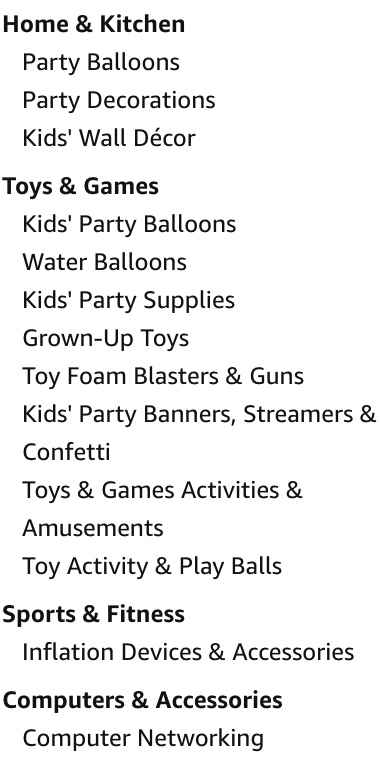 Home & Kitchen
Party Balloons
Party Decorations
Kids' Wall Décor
Toys & Games
Kids' Party Balloons
Water Balloons
Kids' Party Supplies
Grown-Up Toys
Toy Foam Blasters & Guns
Kids' Party Banners, Streamers &
Confetti
Toys & Games Activities &
Amusements
Toy Activity & Play Balls
Sports & Fitness
Inflation Devices & Accessories
Computers & Accessories
Computer Networking